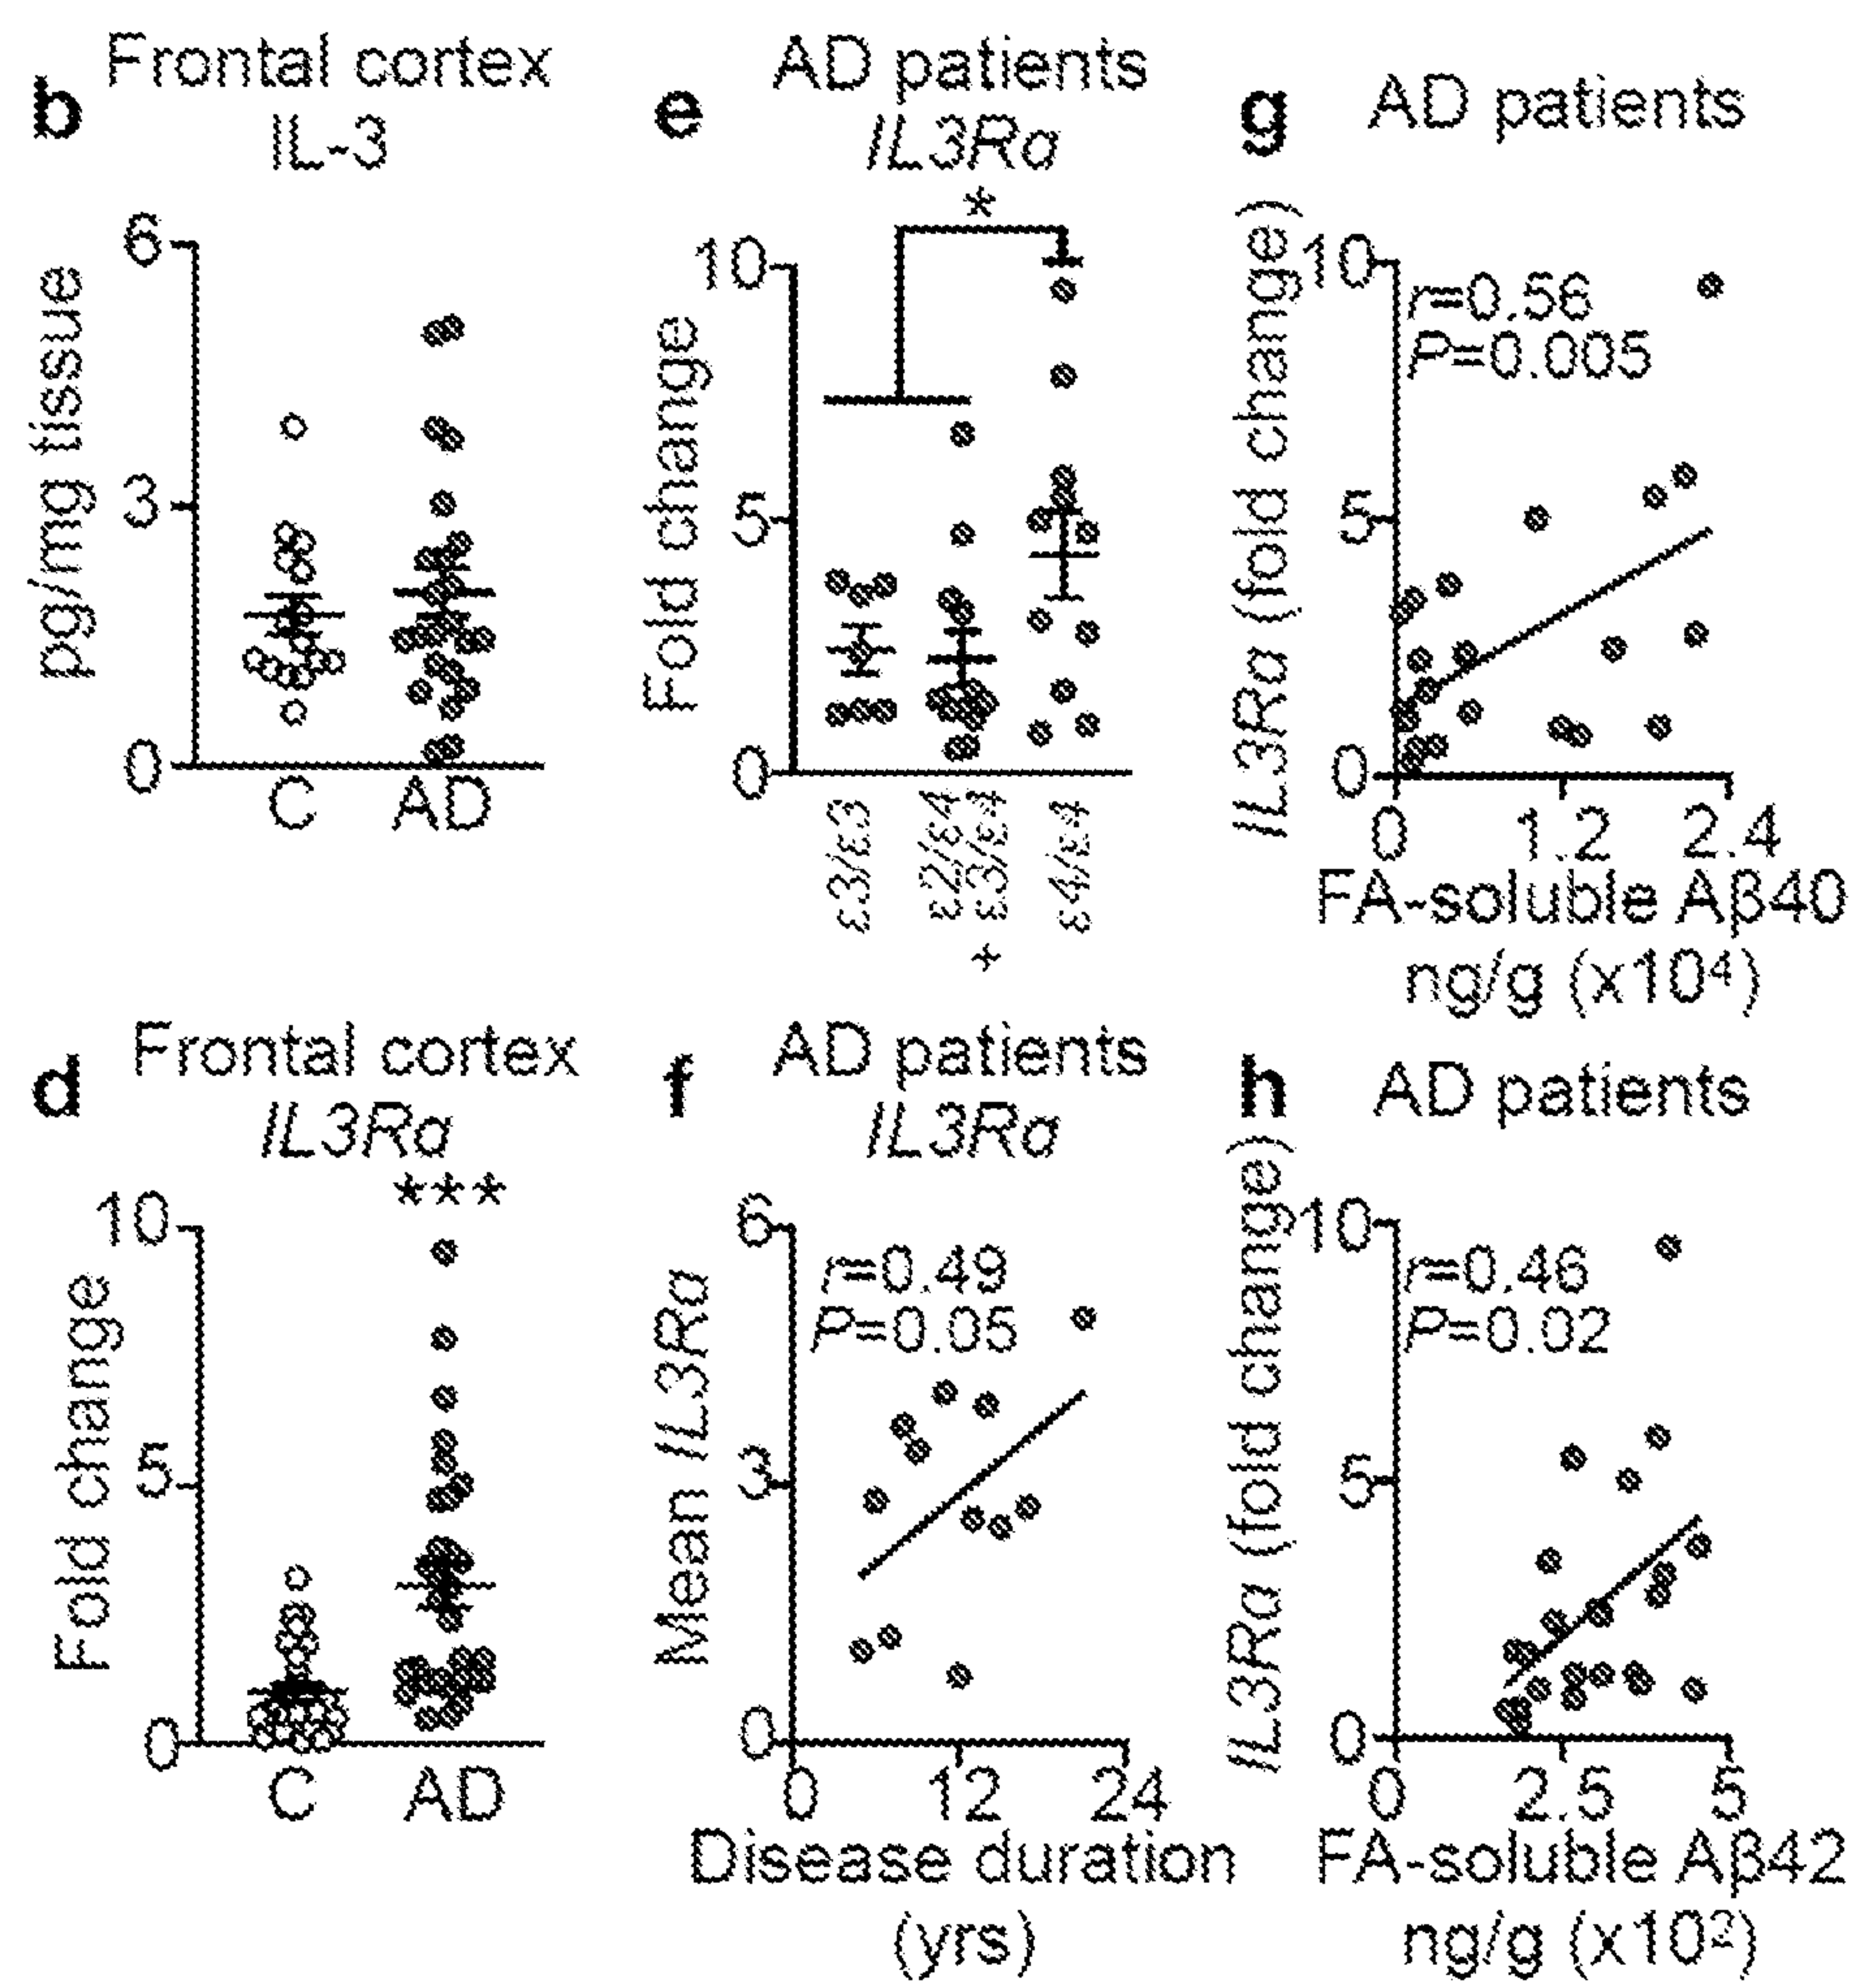 b
Frontal cortex
IL-3
pg/mg tissue
6
3
0
C
AD
e
AD patients
IL3Rα
*
Fold change
10
5
0
ε3/ε3
ε2/ε4
+ ε3/ε4
ε4/ε4
g
AD patients
IL3Rα (fold change)
10
5
0
r=0.56
P=0.005
0
1.2
2.4
FA-soluble Aβ40
ng/g (x10⁴)
d
Frontal cortex
IL3Rα
***
Fold change
10
5
0
C
AD
f
AD patients
IL3Rα
Mean IL3Rα
6
3
0
r=0.49
P=0.05
0
12
24
Disease duration
(yrs)
h
AD patients
IL3Rα (fold change)
10
5
0
r=0.46
P=0.02
0
2.5
5
FA-soluble Aβ42
ng/g (x10²)